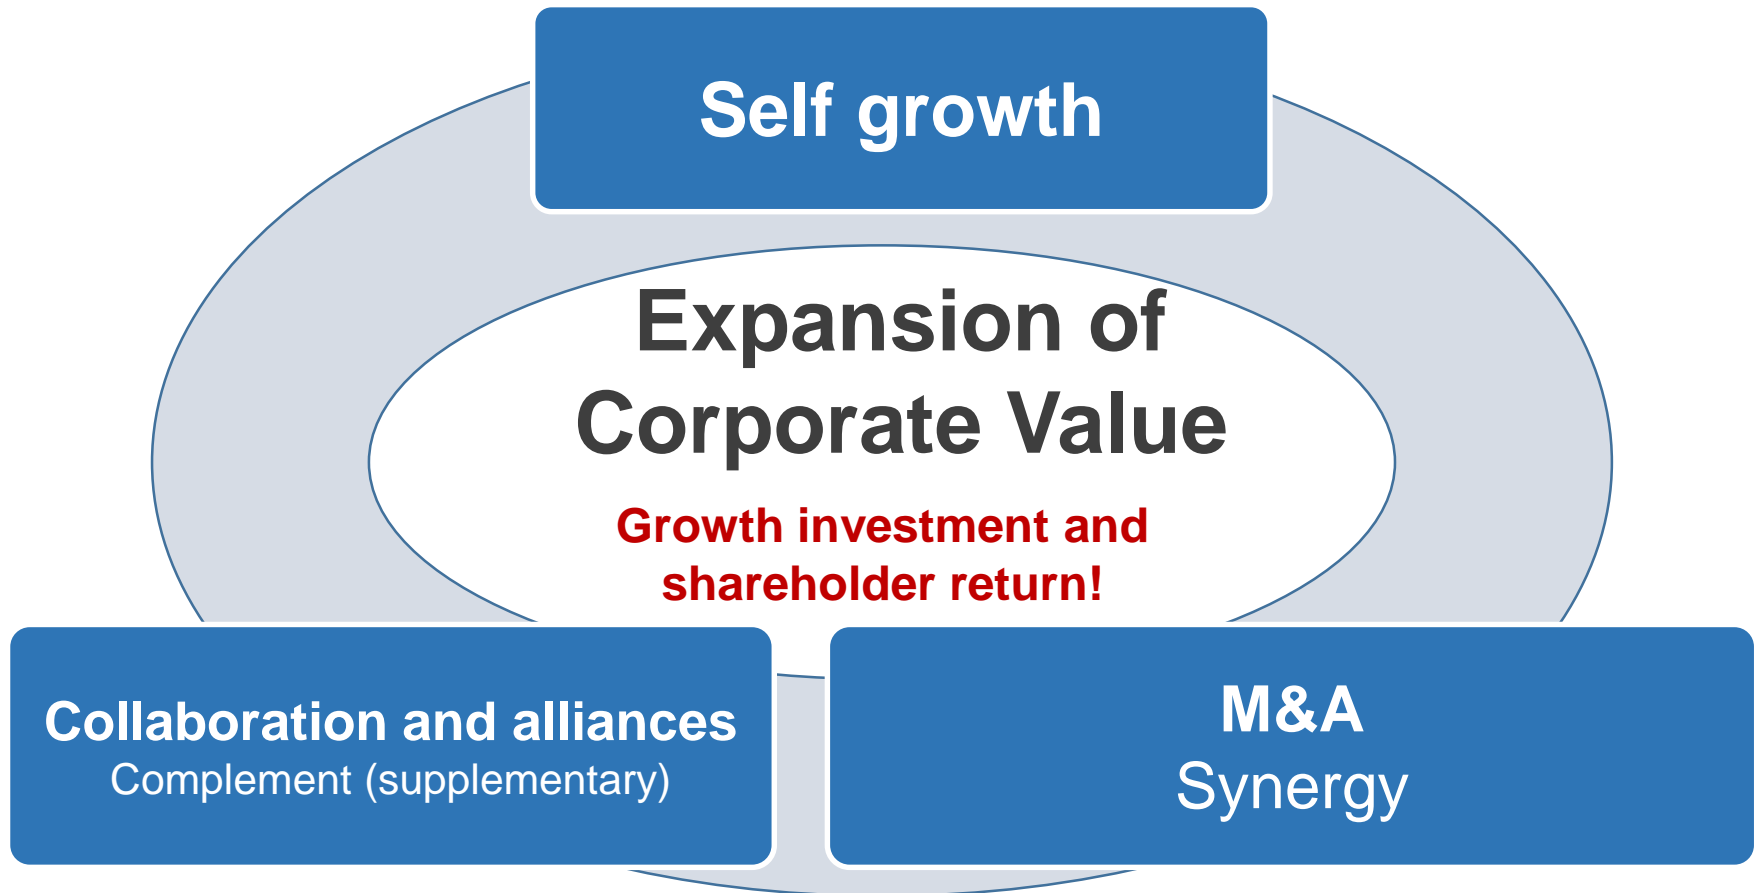 Self growth
Expansion of
Corporate Value
Growth investment and
shareholder return!
Collaboration and alliances
Complement (supplementary)
M&A
Synergy